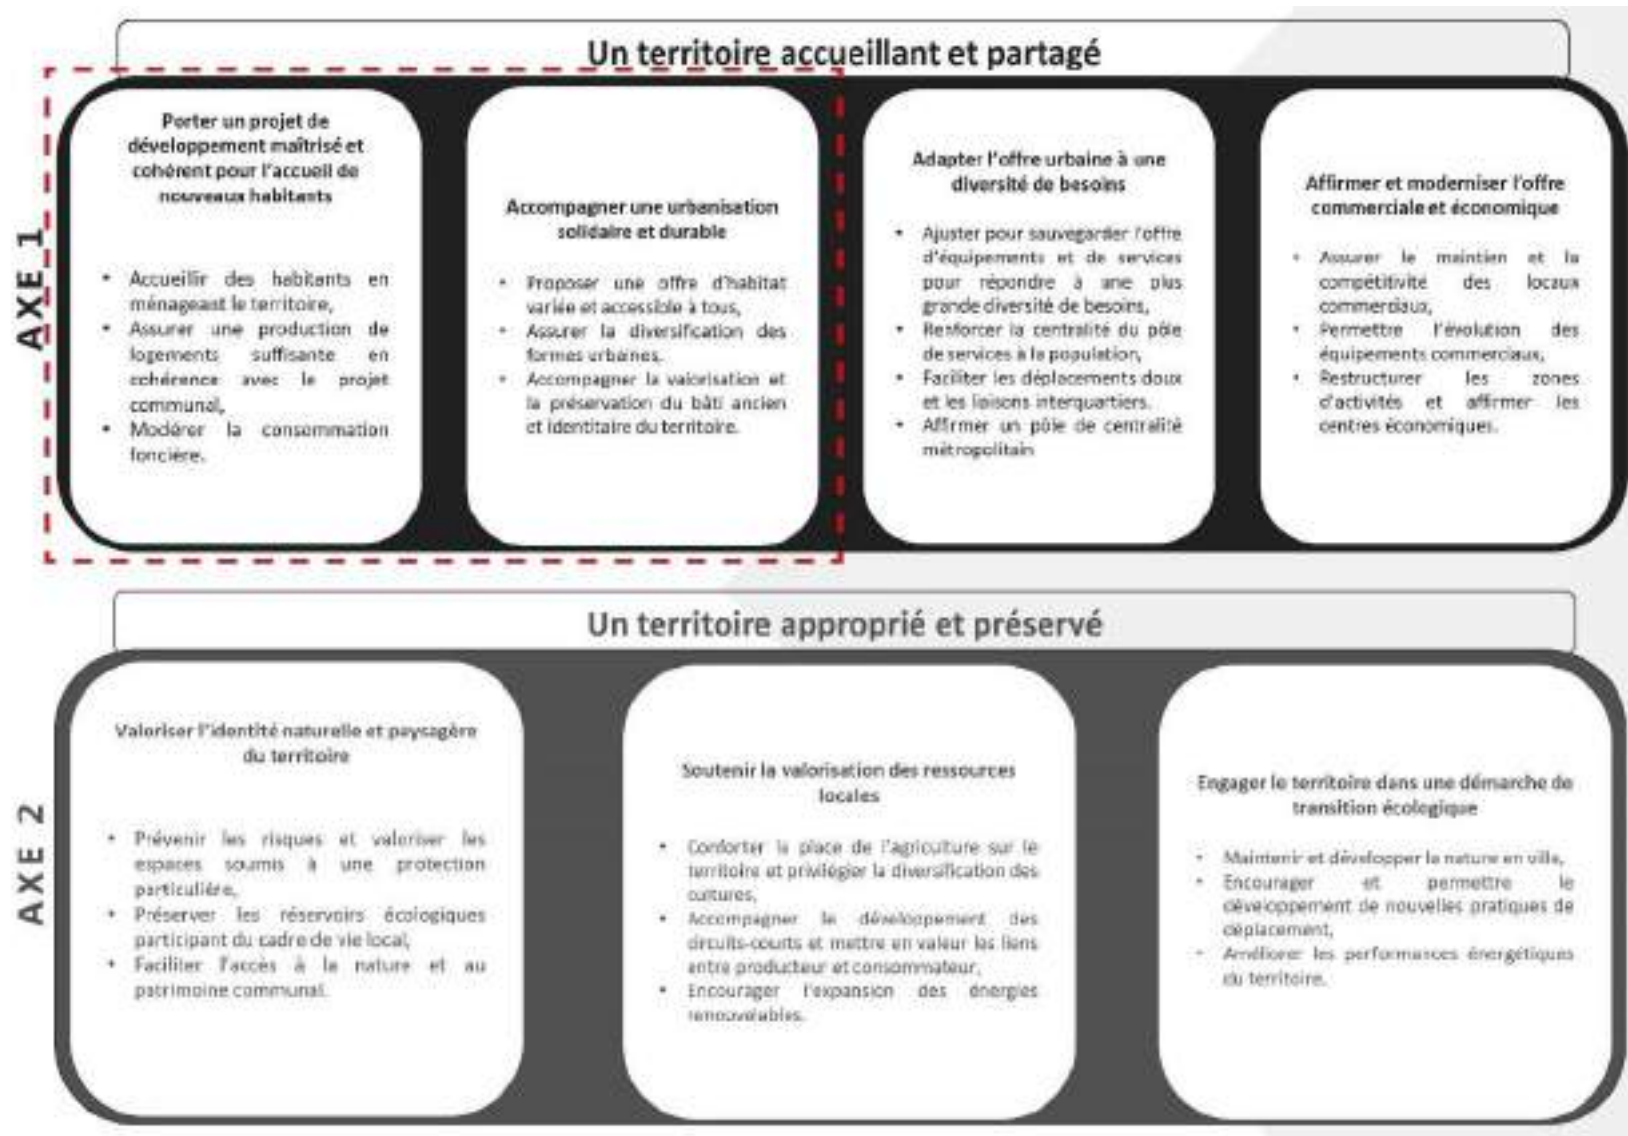 Un territoire accueillant et partagé
AXE 1
Porter un projet de
développement maîtrisé et
cohérent pour l'accueil de
nouveaux habitants
• Accueillir des habitants en
ménageant le territoire,
• Assurer une production de
logements suffisante en
cohérence avec le projet
communal,
• Modérer la consommation
foncière.
Accompagner une urbanisation
solidaire et durable
• Proposer une offre d'habitat
variée et accessible à tous,
• Assurer la diversification des
formes urbaines,
• Accompagner la valorisation et
la préservation du bâti ancien
et identitaire du territoire.
Adapter l'offre urbaine à une
diversité de besoins
• Ajuster pour sauvegarder l'offre
d'équipements et de services
pour répondre à une plus
grande diversité de besoins,
• Renforcer la centralité du pôle
de services à la population,
• Faciliter les déplacements doux
et les liaisons interquartiers.
• Affirmer un pôle de centralité
métropolitain
Affirmer et moderniser l'offre
commerciale et économique
• Assurer le maintien et la
compétitivité des locaux
commerciaux,
• Permettre l'évolution des
équipements commerciaux,
• Restructurer les zones
d'activités et affirmer les
centres économiques.
Un territoire approprié et préservé
AXE 2
Valoriser l'identité naturelle et paysagère
du territoire
• Prévenir les risques et valoriser les
espaces soumis à une protection
particulière,
• Préserver les réservoirs écologiques
participant du cadre de vie local,
• Faciliter l'accès à la nature et au
patrimoine communal.
Soutenir la valorisation des ressources
locales
• Conforter la place de l'agriculture sur le
territoire et privilégier la diversification des
cultures,
• Accompagner le développement des
circuits-courts et mettre en valeur les liens
entre producteur et consommateur,
• Encourager l'expansion des énergies
renouvelables.
Engager le territoire dans une démarche de
transition écologique
• Maintenir et développer la nature en ville,
• Encourager et permettre le
développement de nouvelles pratiques de
déplacement,
• Améliorer les performances énergétiques
du territoire.